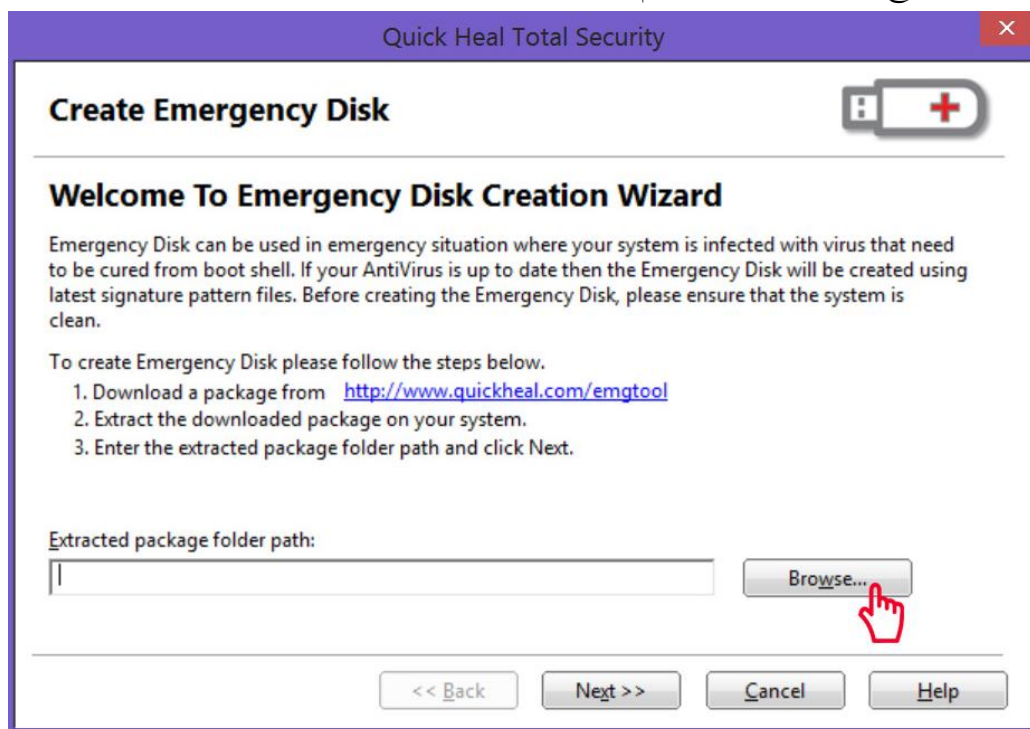 Quick Heal Total Security
Create Emergency Disk
Welcome To Emergency Disk Creation Wizard
Emergency Disk can be used in emergency situation where your system is infected with virus that need
to be cured from boot shell. If your AntiVirus is up to date then the Emergency Disk will be created using
latest signature pattern files. Before creating the Emergency Disk, please ensure that the system is
clean.
To create Emergency Disk please follow the steps below.
1. Download a package from http://www.quickheal.com/emgtool
2. Extract the downloaded package on your system.
3. Enter the extracted package folder path and click Next.
Extracted package folder path:
Browse...
<< Back Next >> Cancel Help